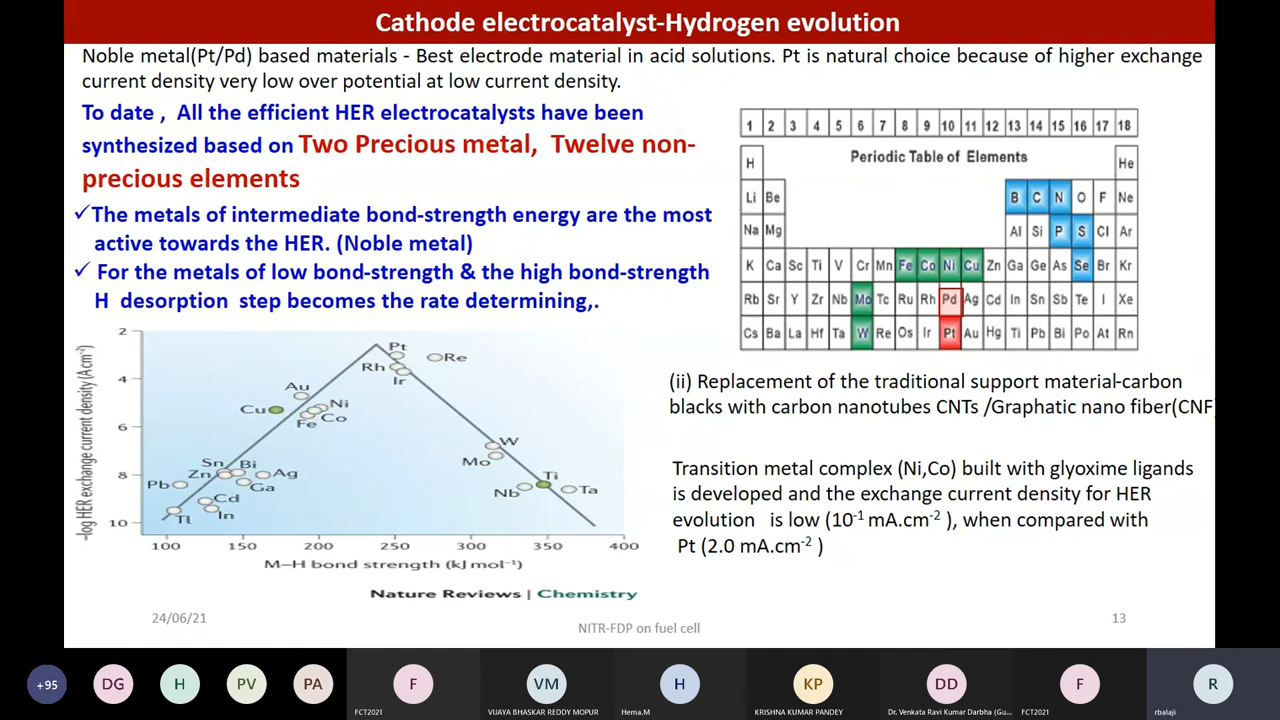 Cathode electrocatalyst-Hydrogen evolution
Noble metal(Pt/Pd) based materials - Best electrode material in acid solutions. Pt is natural choice because of higher exchange
current density very low over potential at low current density.
To date , All the efficient HER electrocatalysts have been
synthesized based on Two Precious metal, Twelve non-
precious elements
✓The metals of intermediate bond-strength energy are the most
active towards the HER. (Noble metal)
✓ For the metals of low bond-strength & the high bond-strength
H desorption step becomes the rate determining,.
1 2 3 4 5 6 7 8 9 10 11 12 13 14 15 16 17 18
Periodic Table of Elements
H He
Li Be B C N O F Ne
Na Mg Al Si P S Cl Ar
K Ca Sc Ti V Cr Mn Fe Co Ni Cu Zn Ga Ge As Se Br Kr
Rb Sr Y Zr Nb Mo Tc Ru Rh Pd Ag Cd In Sn Sb Te I Xe
Cs Ba La Hf Ta W Re Os Ir Pt Au Hg Ti Pb Bi Po At Rn
–log HER exchange current density (A cm⁻²)
2
4
6
8
10
Pt
Re
Rh
Ir
Au
Cu
Ni
Co
Fe
W
Mo
Sn
Bi
Zn
Ag
Ga
Pb
Cd
In
Tl
Ti
Nb
Ta
100 150 200 250 300 350 400
M–H bond strength (kJ mol⁻¹)
Nature Reviews | Chemistry
(ii) Replacement of the traditional support material-carbon
blacks with carbon nanotubes CNTs /Graphatic nano fiber(CNF
Transition metal complex (Ni,Co) built with glyoxime ligands
is developed and the exchange current density for HER
evolution is low (10⁻¹ mA.cm⁻² ), when compared with
Pt (2.0 mA.cm⁻² )
24/06/21
NITR-FDP on fuel cell
13
+95 DG H PV PA F VM H KP DD F R
FCT2021 VIJAYA BHASKAR REDDY MOPUR Hema.M KRISHNA KUMAR PANDEY Dr. Venkata Ravi Kumar Darbha (Gu... FCT2021 rbalaji